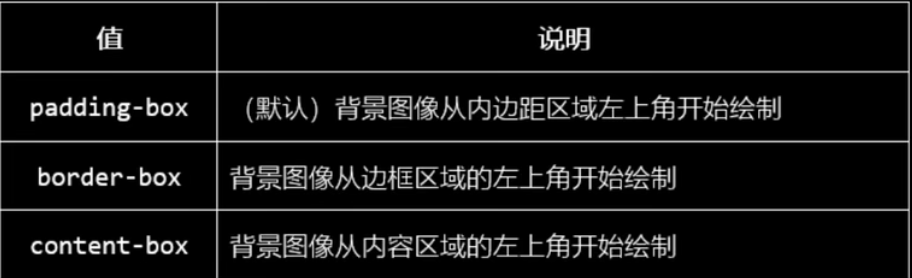 值 说明
padding-box （默认）背景图像从内边距区域左上角开始绘制
border-box 背景图像从边框区域的左上角开始绘制
content-box 背景图像从内容区域的左上角开始绘制